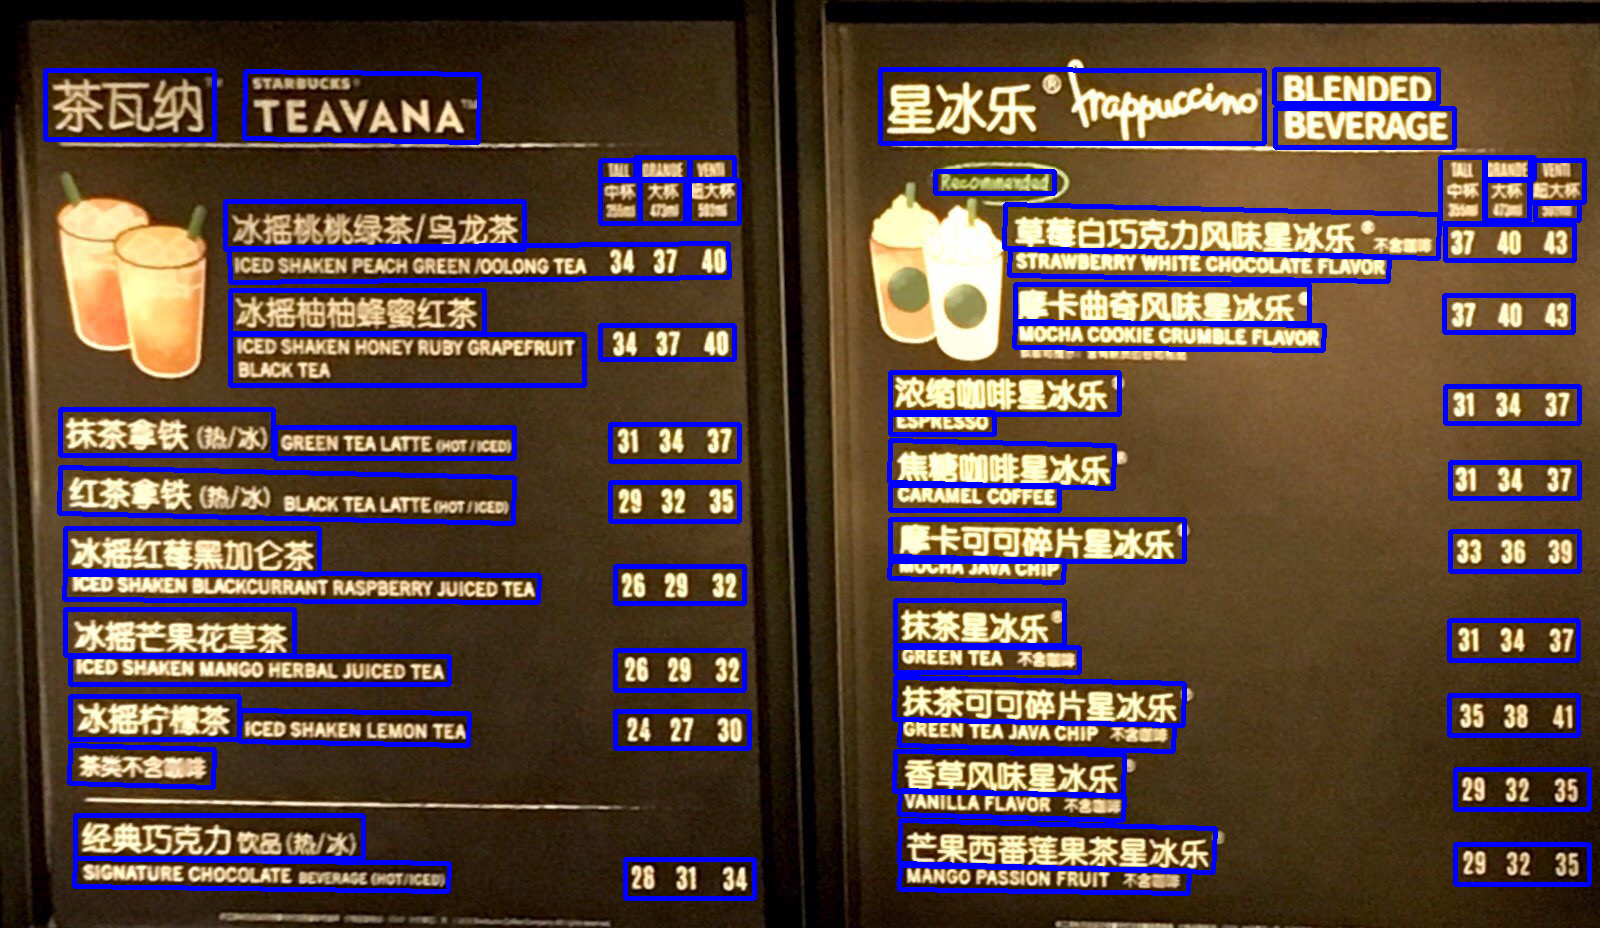 茶瓦纳™ STARBUCKS® TEAVANA™
TALL GRANDE VENTI
中杯 大杯 超大杯
355ml 473ml 592ml
冰摇桃桃绿茶/乌龙茶
ICED SHAKEN PEACH GREEN /OOLONG TEA 34 37 40
冰摇柚柚蜂蜜红茶
ICED SHAKEN HONEY RUBY GRAPEFRUIT
BLACK TEA 34 37 40
抹茶拿铁 (热/冰) GREEN TEA LATTE (HOT/ICED) 31 34 37
红茶拿铁 (热/冰) BLACK TEA LATTE (HOT/ICED) 29 32 35
冰摇红莓黑加仑茶
ICED SHAKEN BLACKCURRANT RASPBERRY JUICED TEA 26 29 32
冰摇芒果花草茶
ICED SHAKEN MANGO HERBAL JUICED TEA 26 29 32
冰摇柠檬茶 ICED SHAKEN LEMON TEA 24 27 30
茶类不含咖啡
经典巧克力 饮品(热/冰)
SIGNATURE CHOCOLATE BEVERAGE (HOT/ICED) 28 31 34
星冰乐® frappuccino® BLENDED
BEVERAGE
Recommended
TALL GRANDE VENTI
中杯 大杯 超大杯
355ml 473ml 592ml
草莓白巧克力风味星冰乐® 不含咖啡 37 40 43
STRAWBERRY WHITE CHOCOLATE FLAVOR
摩卡曲奇风味星冰乐® 37 40 43
MOCHA COOKIE CRUMBLE FLAVOR
浓缩咖啡星冰乐® 31 34 37
ESPRESSO
焦糖咖啡星冰乐® 31 34 37
CARAMEL COFFEE
摩卡可可碎片星冰乐® 33 36 39
MOCHA JAVA CHIP
抹茶星冰乐® 31 34 37
GREEN TEA 不含咖啡
抹茶可可碎片星冰乐® 35 38 41
GREEN TEA JAVA CHIP 不含咖啡
香草风味星冰乐® 29 32 35
VANILLA FLAVOR 不含咖啡
芒果西番莲果茶星冰乐® 29 32 35
MANGO PASSION FRUIT 不含咖啡